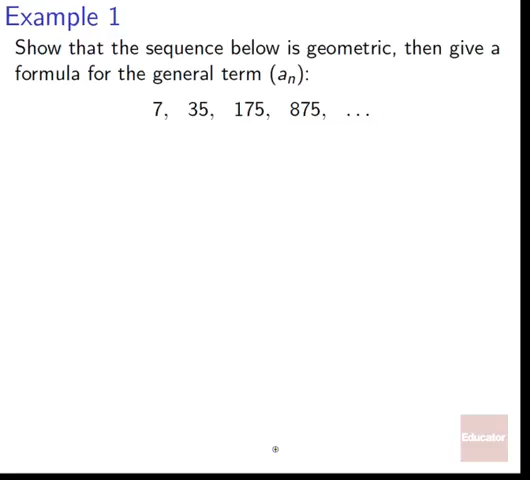 Example 1
Show that the sequence below is geometric, then give a
formula for the general term (aₙ):
7, 35, 175, 875, ...
Educator